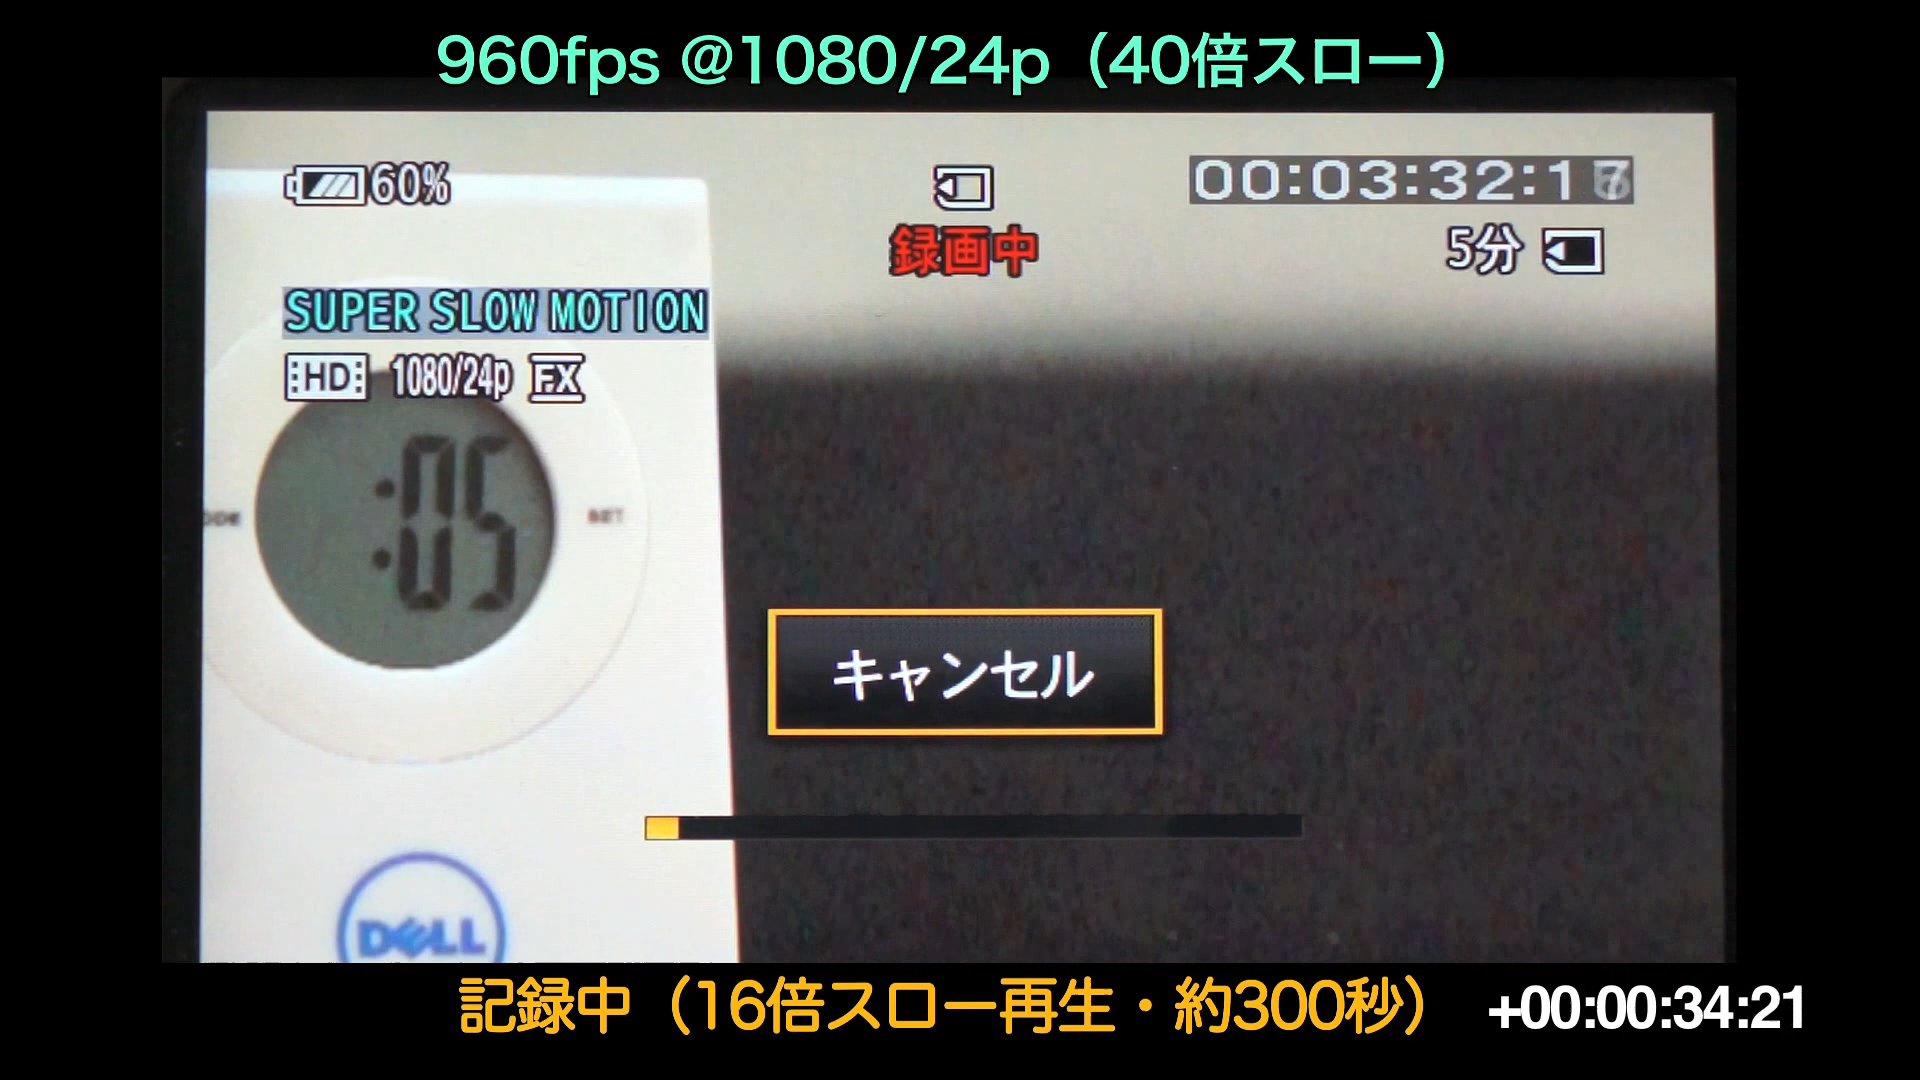 960fps @1080/24p（40倍スロー）
60%
00:03:32:1
録画中
5分
SUPER SLOW MOTION
HD 1080/24p FX
:05
SET
キャンセル
DELL
記録中（16倍スロー再生・約300秒）
+00:00:34:21